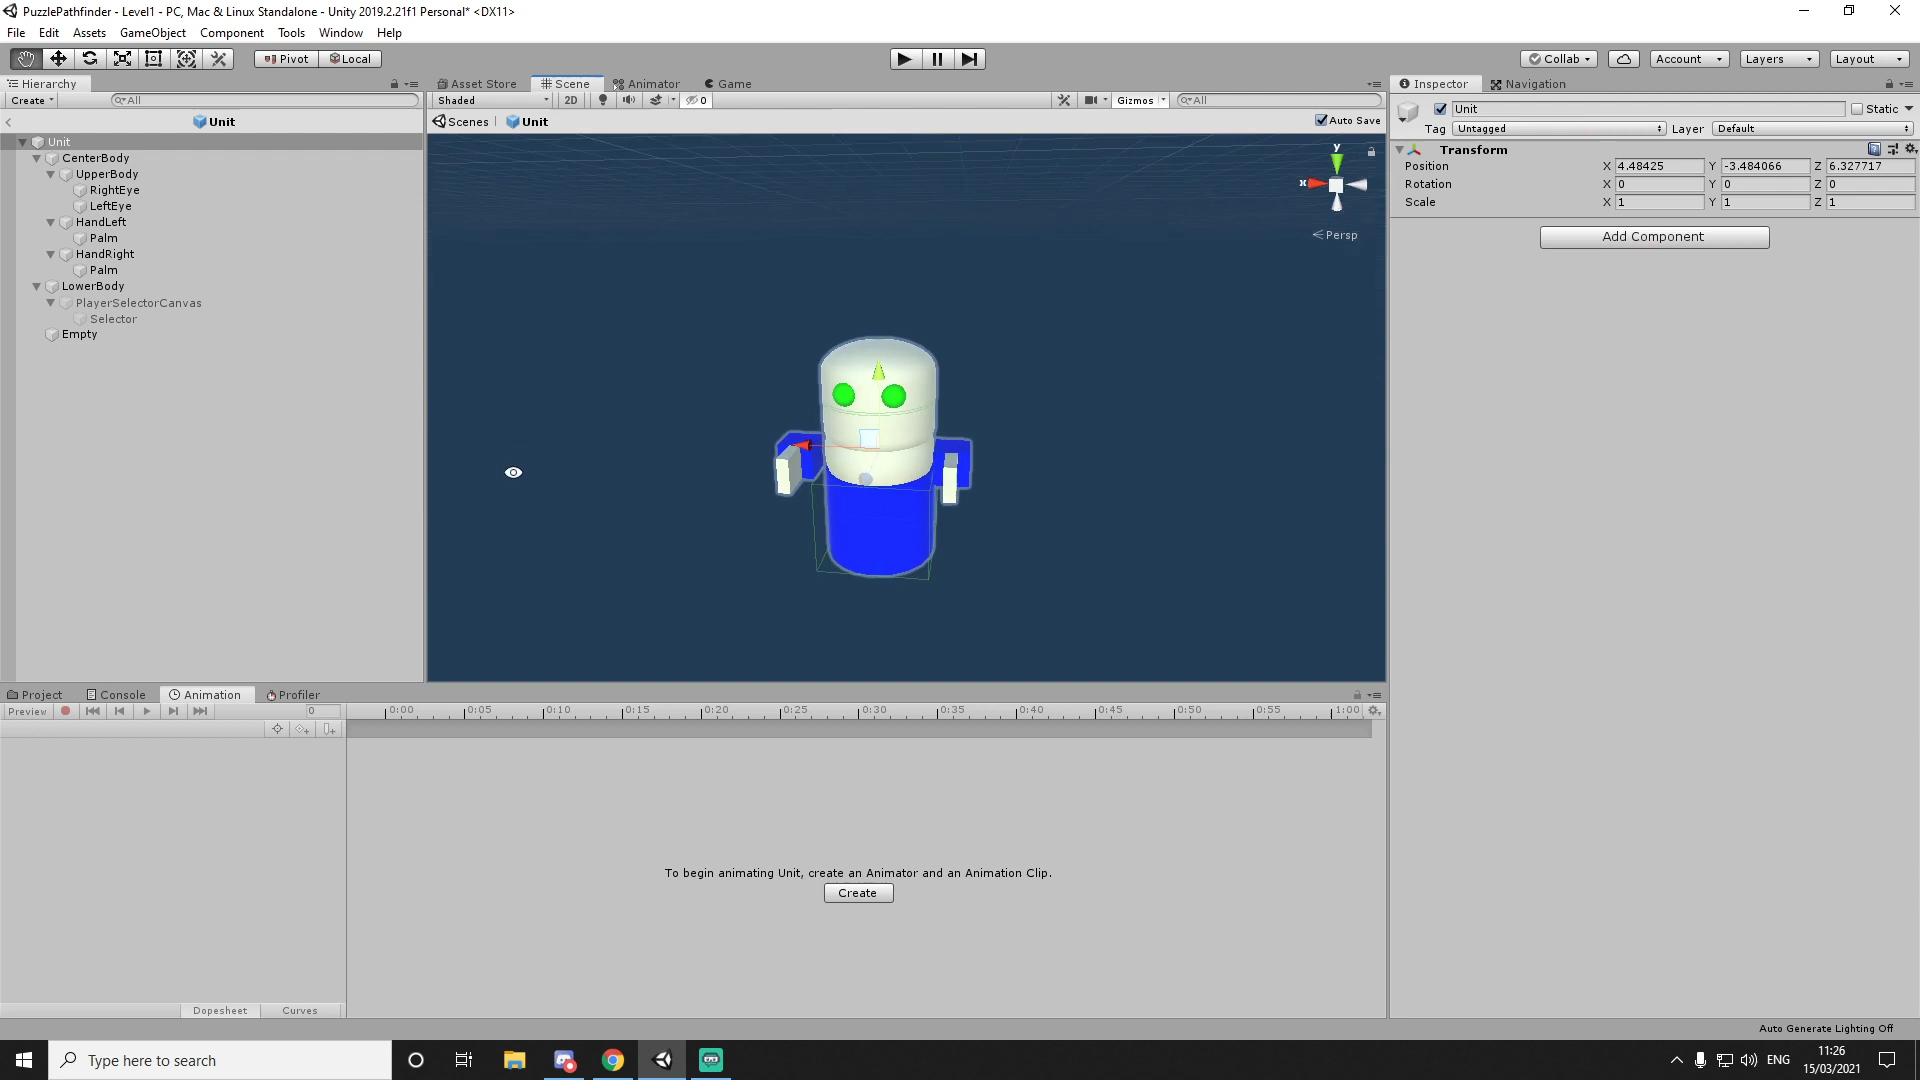 PuzzlePathfinder - Level1 - PC, Mac & Linux Standalone - Unity 2019.2.21f1 Personal* <DX11>
File Edit Assets GameObject Component Tools Window Help
Pivot Local Collab Account Layers Layout
Hierarchy Asset Store Scene Animator Game Inspector Navigation
Create All Shaded 2D 0 Gizmos All
Unit Static
Unit Scenes Unit Auto Save
Tag Untagged Layer Default
Unit
Transform
CenterBody
Position X 4.48425 Y -3.484066 Z 6.327717
UpperBody
Rotation X 0 Y 0 Z 0
RightEye
Scale X 1 Y 1 Z 1
LeftEye
HandLeft
Palm
HandRight
Palm
LowerBody
PlayerSelectorCanvas
Selector
Empty
y
x
Persp
Add Component
Project Console Animation Profiler
Preview 0 0:00 0:05 0:10 0:15 0:20 0:25 0:30 0:35 0:40 0:45 0:50 0:55 1:00
To begin animating Unit, create an Animator and an Animation Clip.
Create
Dopesheet Curves
Auto Generate Lighting Off
Type here to search
ENG
11:26
15/03/2021